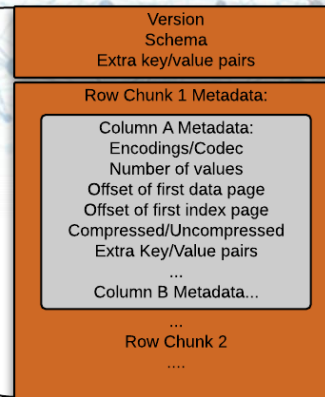 Version
Schema
Extra key/value pairs
Row Chunk 1 Metadata:
Column A Metadata:
Encodings/Codec
Number of values
Offset of first data page
Offset of first index page
Compressed/Uncompressed
Extra Key/Value pairs
...
Column B Metadata...
...
Row Chunk 2
....